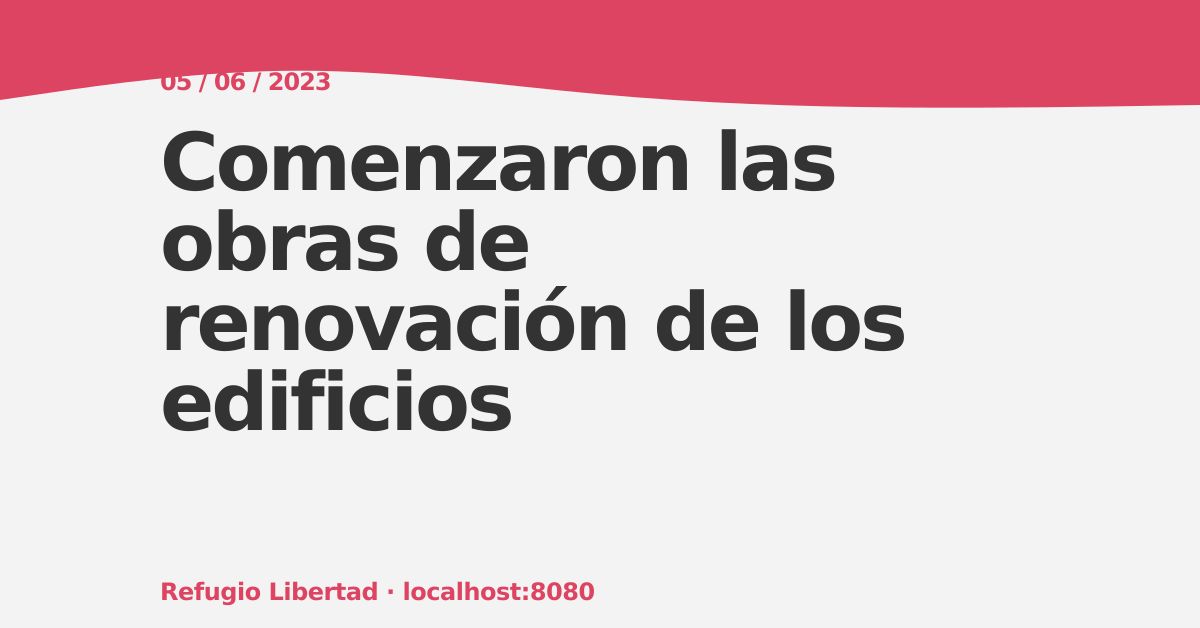 05 / 06 / 2023
Comenzaron las
obras de
renovación de los
edificios
Refugio Libertad · localhost:8080